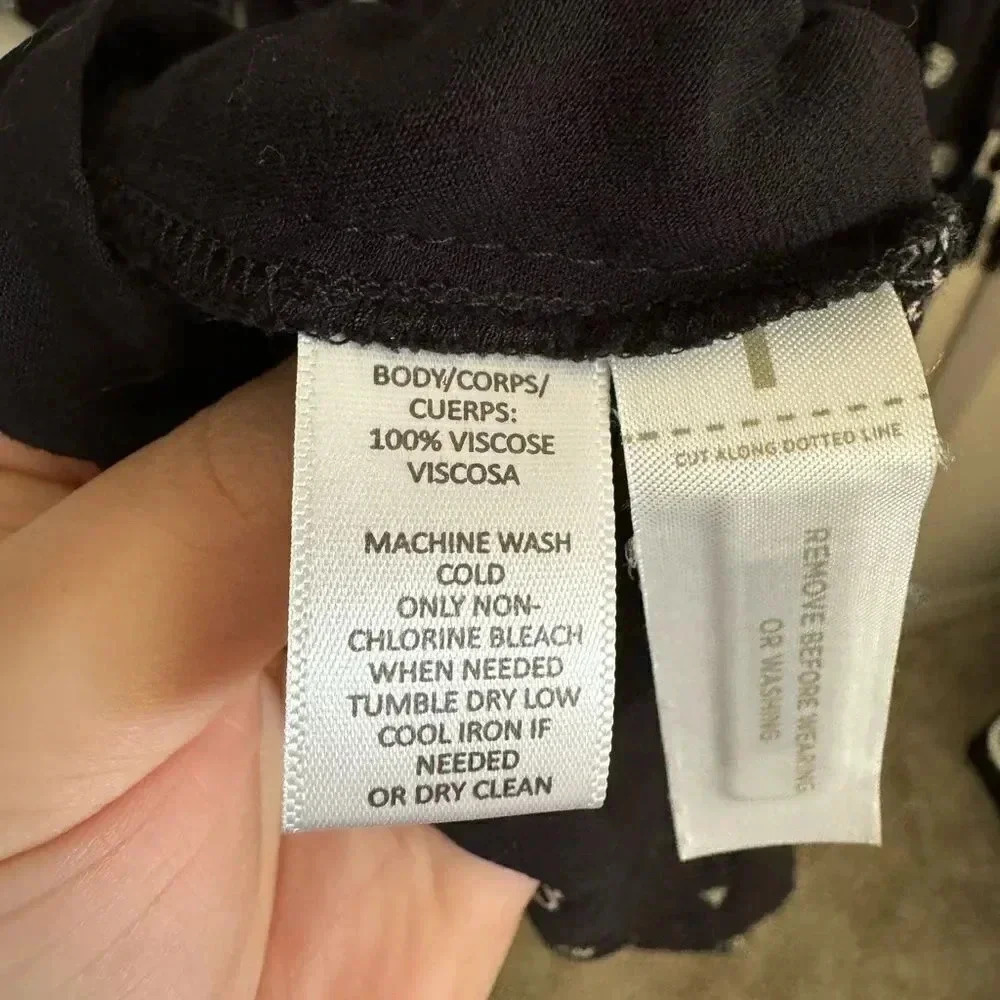 BODY/CORPS/
CUERPS:
100% VISCOSE
VISCOSA
MACHINE WASH
COLD
ONLY NON-
CHLORINE BLEACH
WHEN NEEDED
TUMBLE DRY LOW
COOL IRON IF
NEEDED
OR DRY CLEAN
CUT ALONG DOTTED LINE
REMOVE BEFORE WEARING
OR WASHING